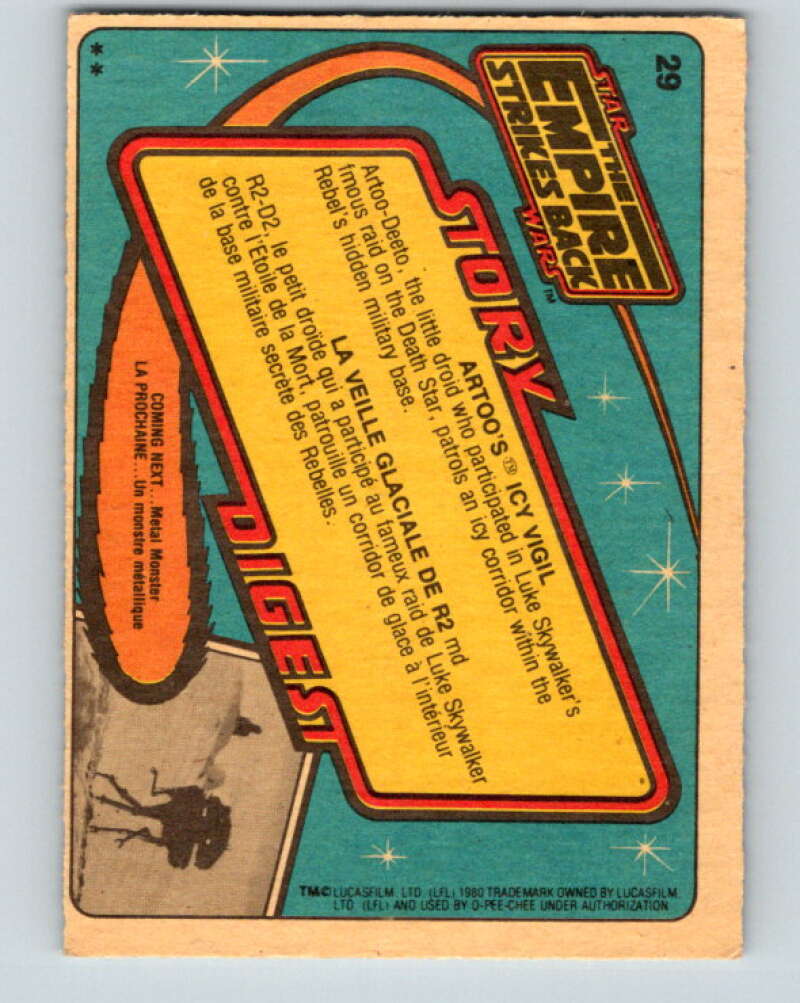 29
STAR
THE
EMPIRE
STRIKES BACK
WARS™
STORY
DIGEST
ARTOO'S™ ICY VIGIL
Artoo-Deeto, the little droid who participated in Luke Skywalker's
fmous raid on the Death Star, patrols an icy corridor within the
Rebel's hidden military base.
LA VEILLE GLACIALE DE R2 md
R2-D2, le petit droïde qui a participé au fameux raid de Luke Skywalker
contre l'Etoile de la Mort, patrouille un corridor de glace à l'intérieur
de la base militaire secrète des Rebelles.
COMING NEXT...Metal Monster
LA PROCHAINE...Un monstre métallique
TM:© LUCASFILM, LTD. (LFL) 1980 TRADEMARK OWNED BY LUCASFILM,
LTD. (LFL) AND USED BY O-PEE-CHEE UNDER AUTHORIZATION.
**